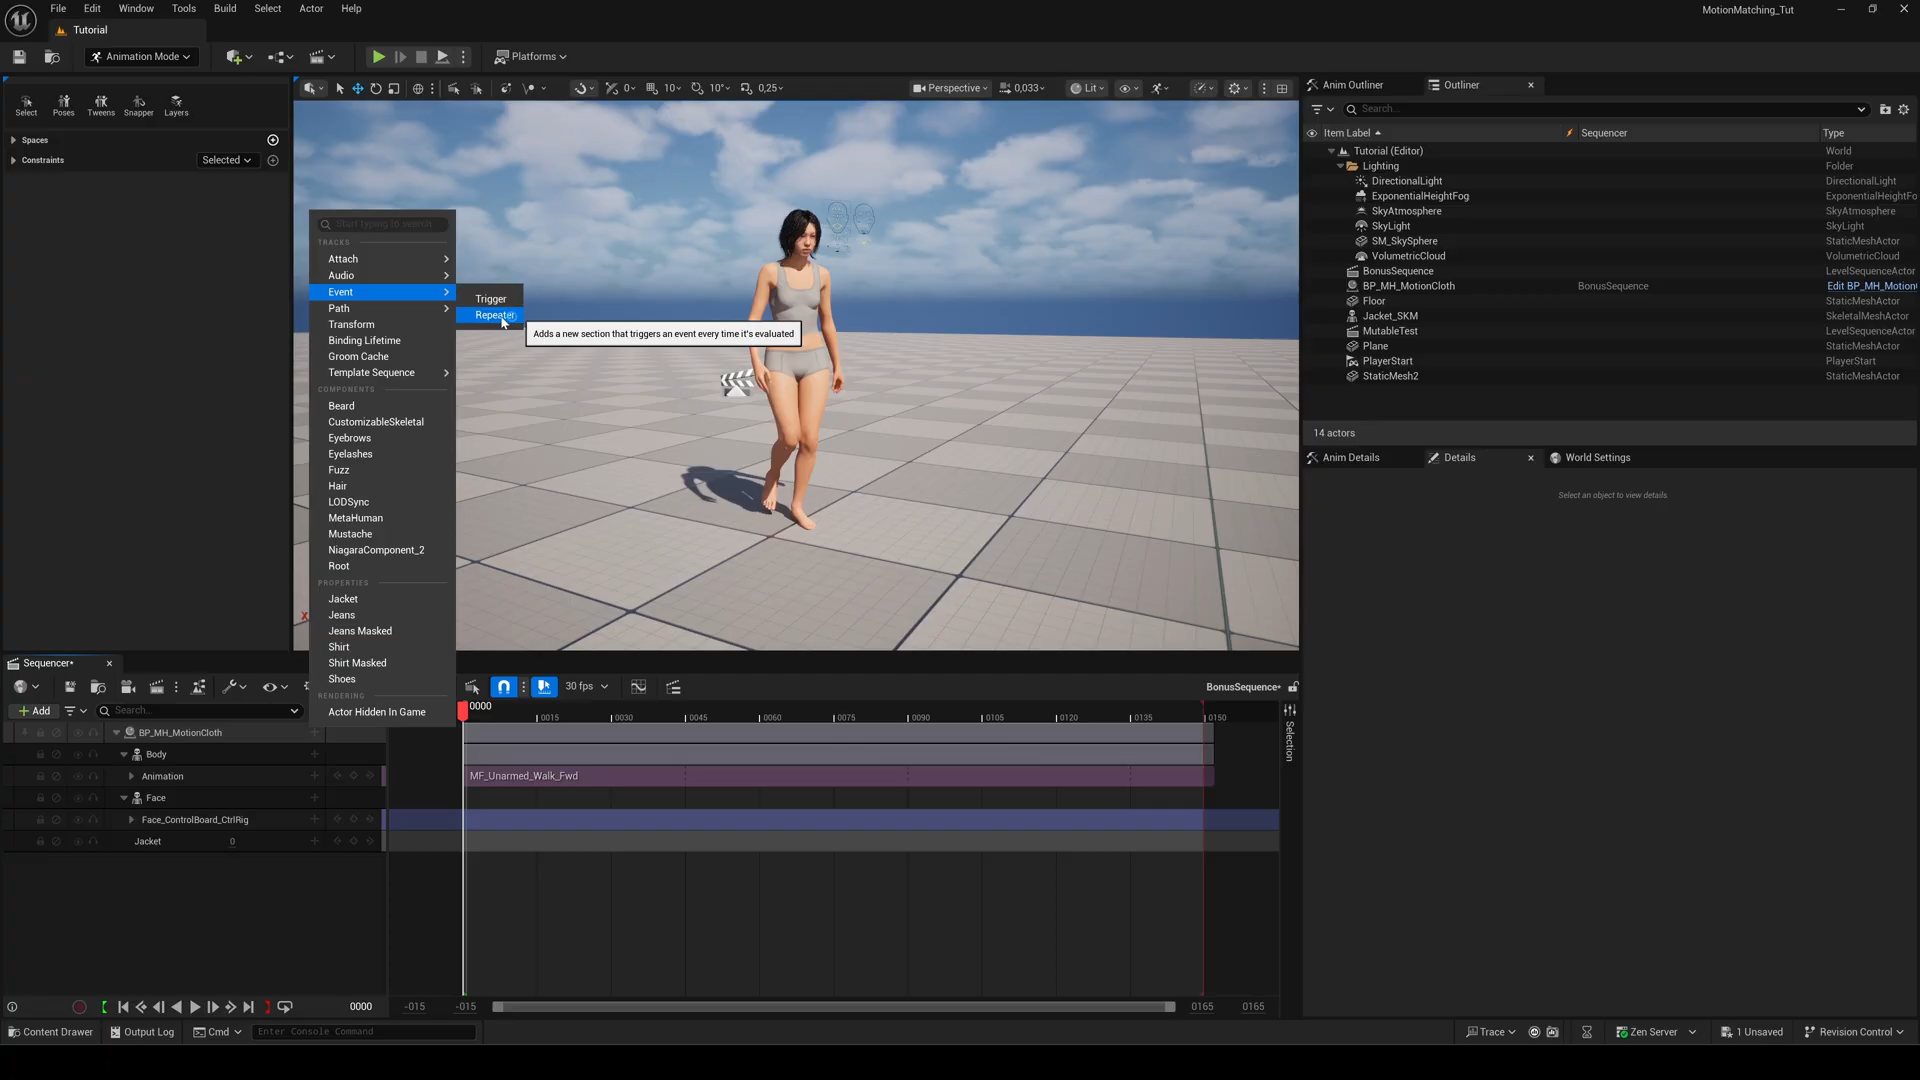 File Edit Window Tools Build Select Actor Help
MotionMatching_Tut
Tutorial
Animation Mode
Platforms
Select Poses Tweens Snapper Layers
Spaces
Constraints Selected
0° 10 10° 0,25 Perspective 0,033 Lit
TRACKS
Attach
Audio
Event
Path
Transform
Binding Lifetime
Groom Cache
Template Sequence
COMPONENTS
Beard
CustomizableSkeletal
Eyebrows
Eyelashes
Fuzz
Hair
LODSync
MetaHuman
Mustache
NiagaraComponent_2
Root
PROPERTIES
Jacket
Jeans
Jeans Masked
Shirt
Shirt Masked
Shoes
RENDERING
Actor Hidden In Game
Trigger
Repeater
Adds a new section that triggers an event every time it's evaluated
X
Anim Outliner Outliner
Search...
Item Label Sequencer Type
Tutorial (Editor) World
Lighting Folder
DirectionalLight DirectionalLight
ExponentialHeightFog ExponentialHeightFo
SkyAtmosphere SkyAtmosphere
SkyLight SkyLight
SM_SkySphere StaticMeshActor
VolumetricCloud VolumetricCloud
BonusSequence LevelSequenceActor
BP_MH_MotionCloth BonusSequence Edit BP_MH_Motion
Floor StaticMeshActor
Jacket_SKM SkeletalMeshActor
MutableTest LevelSequenceActor
Plane StaticMeshActor
PlayerStart PlayerStart
StaticMesh2 StaticMeshActor
14 actors
Anim Details Details World Settings
Select an object to view details.
Sequencer*
30 fps BonusSequence*
Add Search...
0000
0015 0030 0045 0060 0075 0090 0105 0120 0135 0150
Selection
BP_MH_MotionCloth
Body
Animation MF_Unarmed_Walk_Fwd
Face
Face_ControlBoard_CtrlRig
Jacket 0
0000 -015 -015 0165 0165
Content Drawer Output Log Cmd Enter Console Command Trace Zen Server 1 Unsaved Revision Control